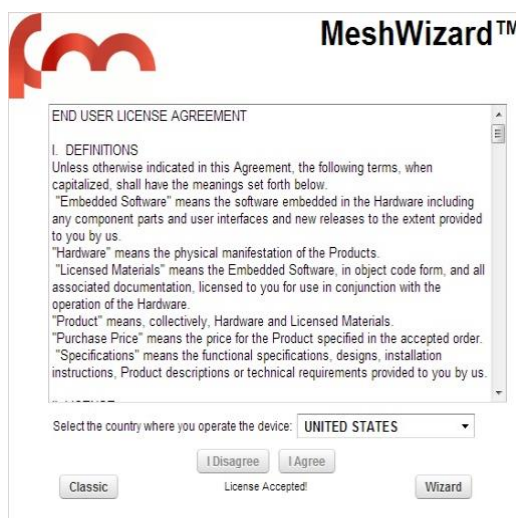 MeshWizard™
END USER LICENSE AGREEMENT
I. DEFINITIONS
Unless otherwise indicated in this Agreement, the following terms, when
capitalized, shall have the meanings set forth below.
"Embedded Software" means the software embedded in the Hardware including
any component parts and user interfaces and new releases to the extent provided
to you by us.
"Hardware" means the physical manifestation of the Products.
"Licensed Materials" means the Embedded Software, in object code form, and all
associated documentation, licensed to you for use in conjunction with the
operation of the Hardware.
"Product" means, collectively, Hardware and Licensed Materials.
"Purchase Price" means the price for the Product specified in the accepted order.
"Specifications" means the functional specifications, designs, installation
instructions, Product descriptions or technical requirements provided to you by us.
Select the country where you operate the device: UNITED STATES
I Disagree I Agree
Classic License Accepted! Wizard